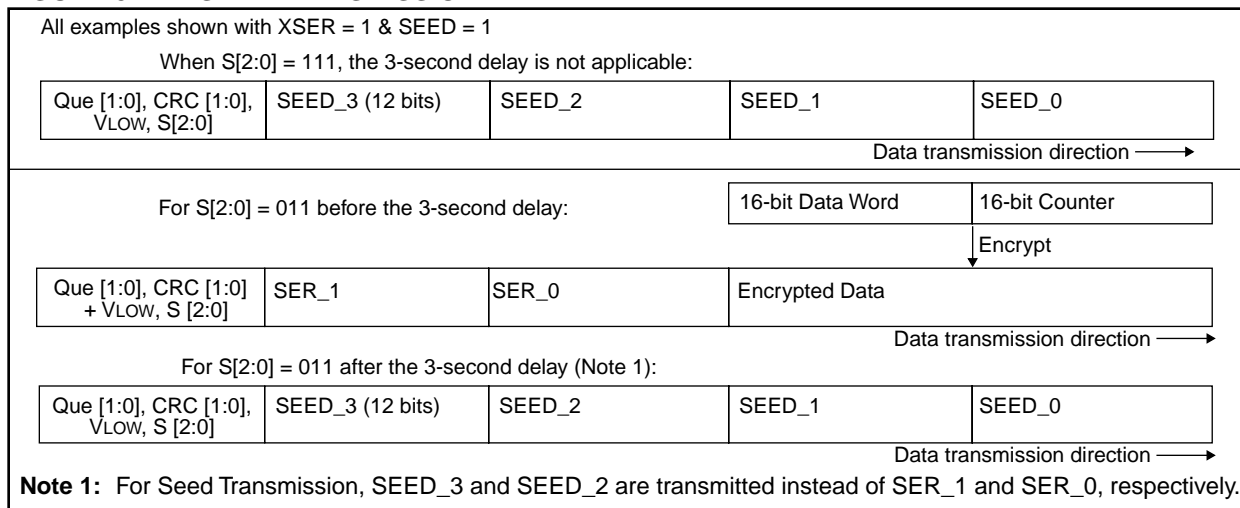 All examples shown with XSER = 1 & SEED = 1
When S[2:0] = 111, the 3-second delay is not applicable:
Que [1:0], CRC [1:0],
VLOW, S[2:0]
SEED_3 (12 bits)
SEED_2
SEED_1
SEED_0
Data transmission direction
For S[2:0] = 011 before the 3-second delay:
16-bit Data Word
16-bit Counter
Encrypt
Que [1:0], CRC [1:0]
+ VLOW, S [2:0]
SER_1
SER_0
Encrypted Data
Data transmission direction
For S[2:0] = 011 after the 3-second delay (Note 1):
Que [1:0], CRC [1:0],
VLOW, S [2:0]
SEED_3 (12 bits)
SEED_2
SEED_1
SEED_0
Data transmission direction
Note 1: For Seed Transmission, SEED_3 and SEED_2 are transmitted instead of SER_1 and SER_0, respectively.